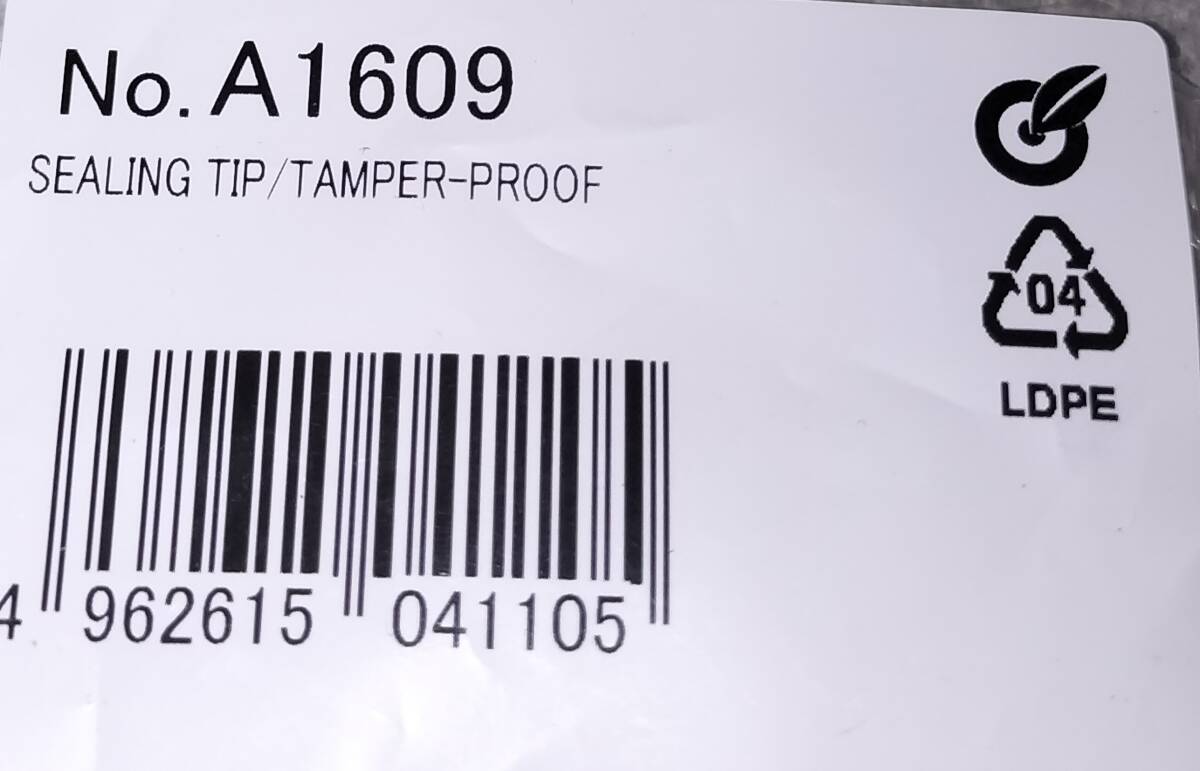 No. A1609
SEALING TIP/TAMPER-PROOF
04
LDPE
4 962615 041105